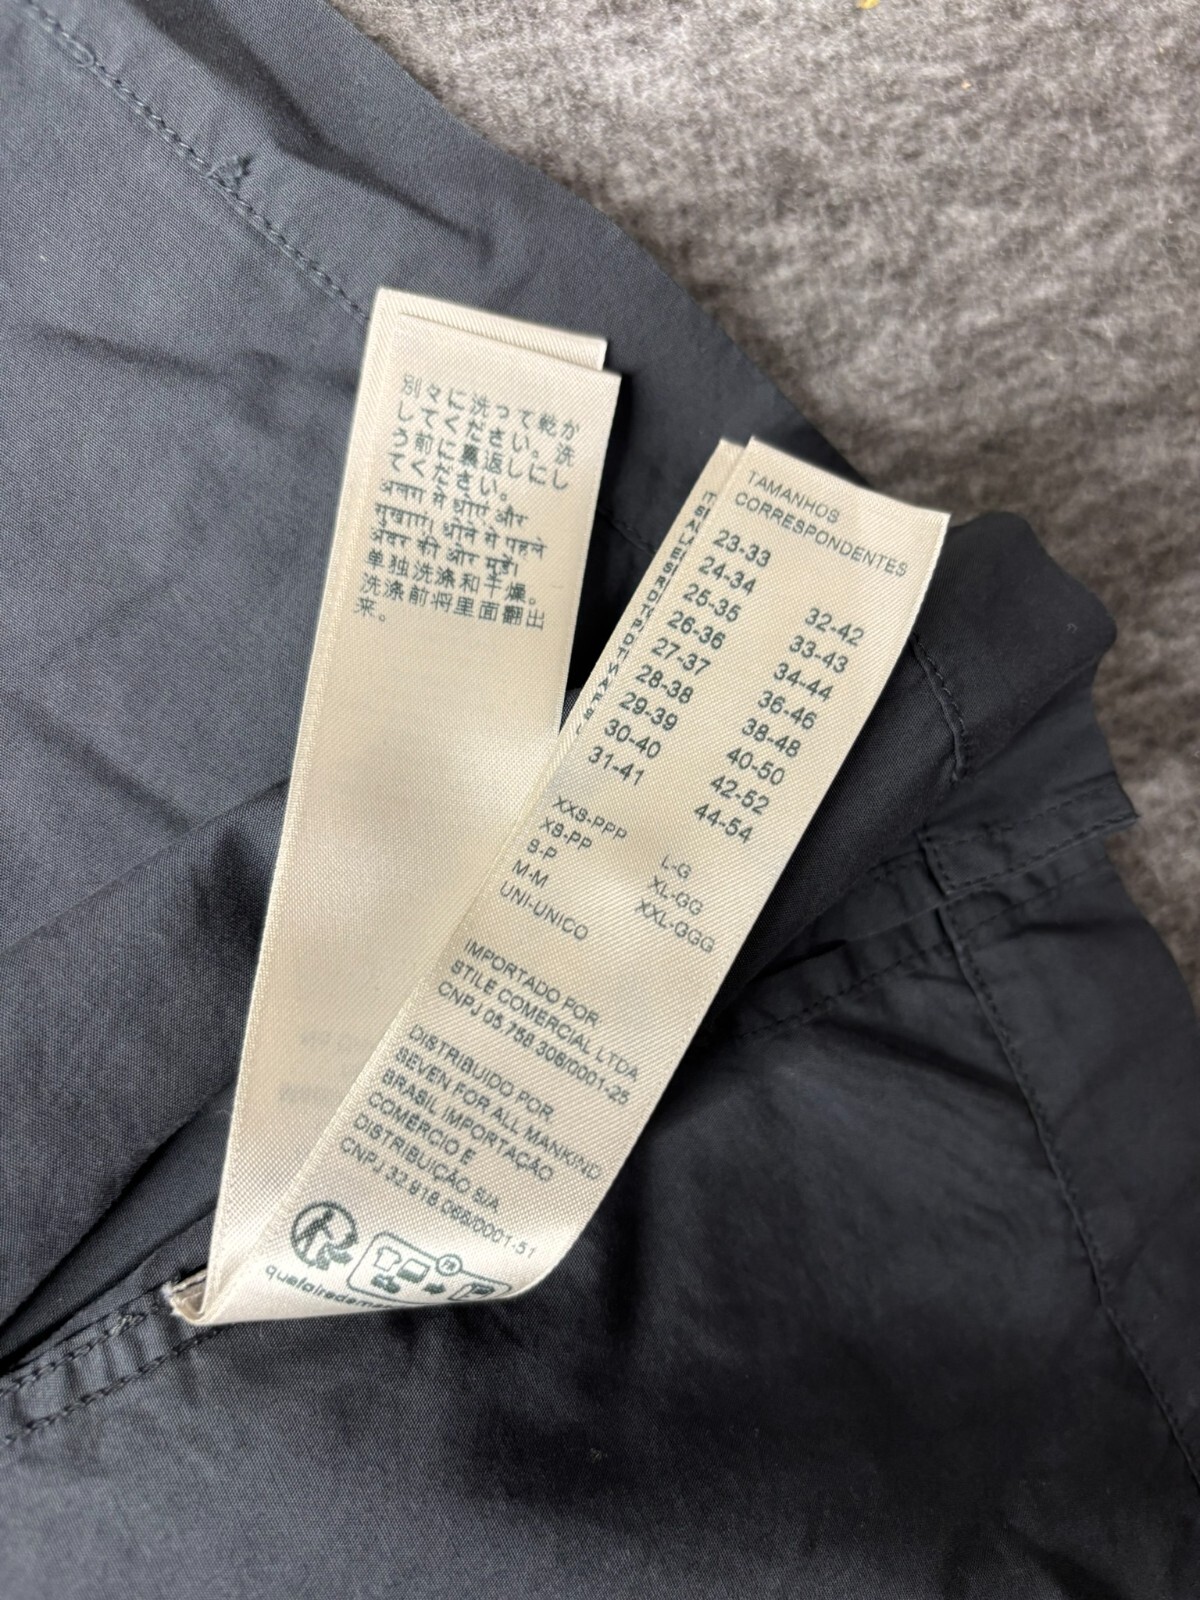 別々に洗って乾か
してください。洗
う前に裏返しにし
てください。
अलग से धोएं और
सुखाएं। धोने से पहले
अंदर की ओर मुड़ें।
单独洗涤和干燥。
洗涤前将里面翻出
来。
TAMANHOS
CORRESPONDENTES
23-33
24-34
25-35
26-36
27-37
28-38
29-39
30-40
31-41
32-42
33-43
34-44
36-46
38-48
40-50
42-52
44-54
XXS-PPP
XS-PP
S-P
M-M
UNI-UNICO
L-G
XL-GG
XXL-GGG
IMPORTADO POR
STILE COMERCIAL LTDA
CNPJ 05.758.306/0001-25
DISTRIBUIDO POR
SEVEN FOR ALL MANKIND
BRASIL IMPORTAÇÃO
COMÉRCIO E
DISTRIBUIÇÃO S/A
CNPJ 32.918.066/0001-51
FR